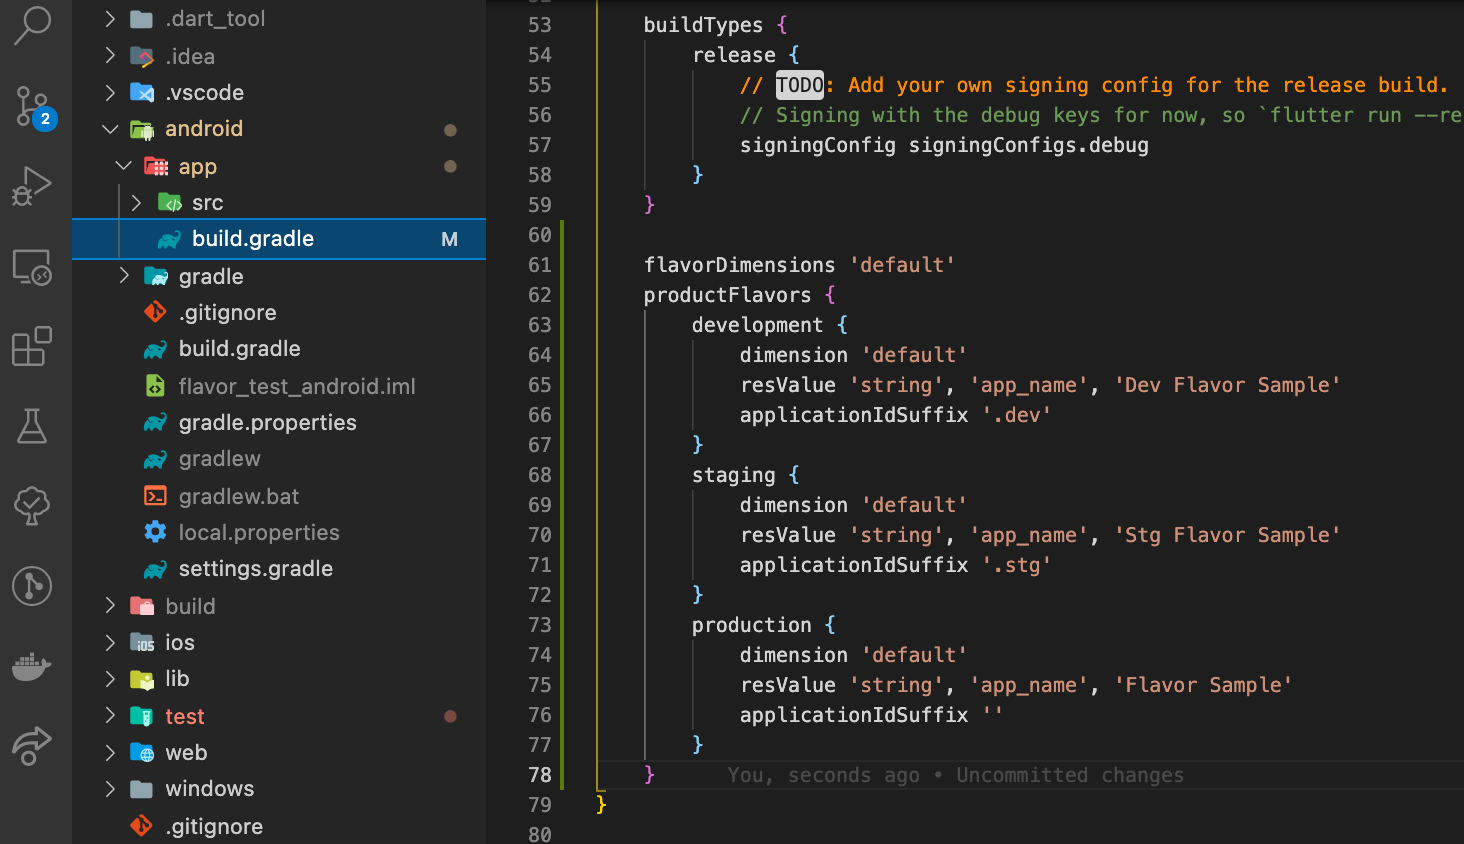 2
.dart_tool
.idea
.vscode
android
app
src
build.gradle M
gradle
.gitignore
build.gradle
flavor_test_android.iml
gradle.properties
gradlew
gradlew.bat
local.properties
settings.gradle
build
ios
lib
test
web
windows
.gitignore
53 buildTypes {
54 release {
55 // TODO: Add your own signing config for the release build.
56 // Signing with the debug keys for now, so `flutter run --re
57 signingConfig signingConfigs.debug
58 }
59 }
60
61 flavorDimensions 'default'
62 productFlavors {
63 development {
64 dimension 'default'
65 resValue 'string', 'app_name', 'Dev Flavor Sample'
66 applicationIdSuffix '.dev'
67 }
68 staging {
69 dimension 'default'
70 resValue 'string', 'app_name', 'Stg Flavor Sample'
71 applicationIdSuffix '.stg'
72 }
73 production {
74 dimension 'default'
75 resValue 'string', 'app_name', 'Flavor Sample'
76 applicationIdSuffix ''
77 }
78 } You, seconds ago • Uncommitted changes
79 }
80